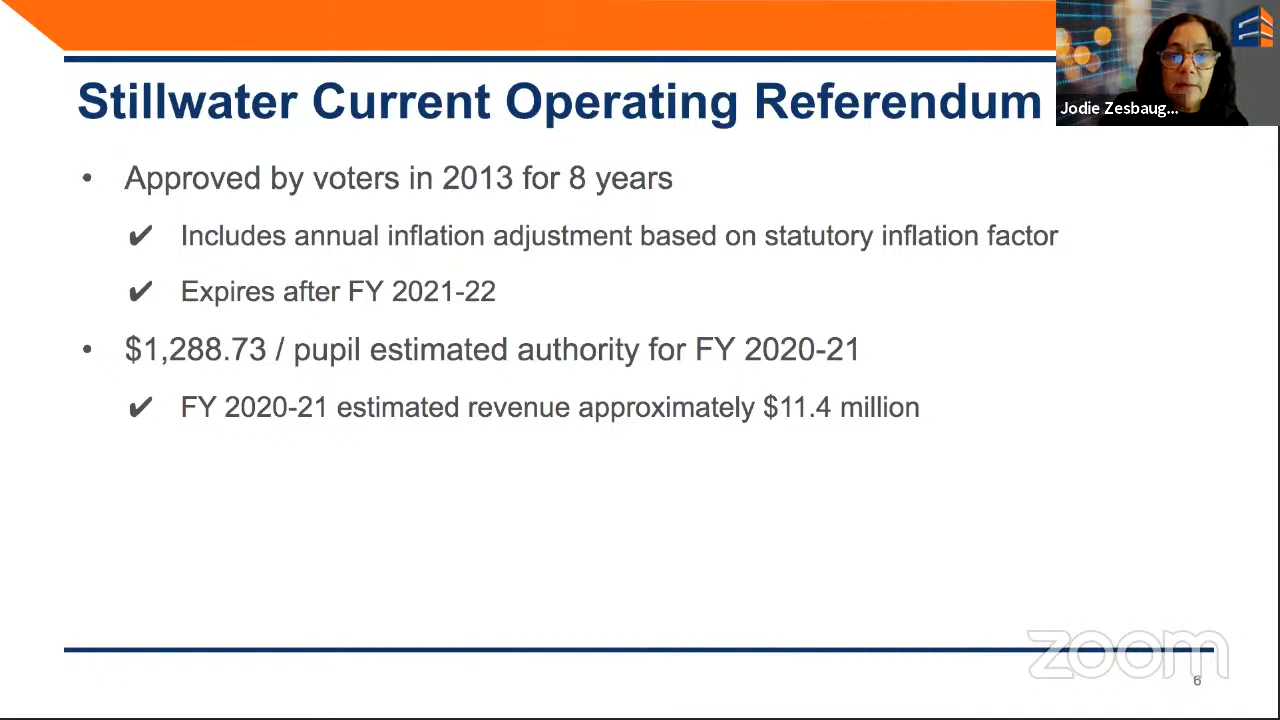 Stillwater Current Operating Referendum
Jodie Zesbaug...
• Approved by voters in 2013 for 8 years
✔ Includes annual inflation adjustment based on statutory inflation factor
✔ Expires after FY 2021-22
• $1,288.73 / pupil estimated authority for FY 2020-21
✔ FY 2020-21 estimated revenue approximately $11.4 million
zoom
6